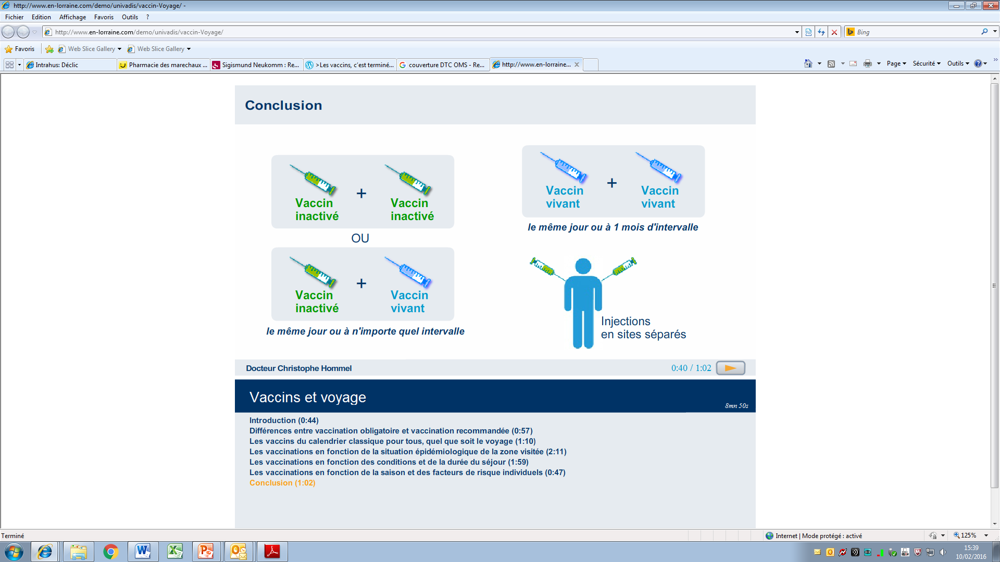 http://www.en-lorraine.com/demo/univadis/vaccin-Voyage/ -
Fichier Edition Affichage Favoris Outils ?
http://www.en-lorraine.com/demo/univadis/vaccin-Voyage/
Bing
Favoris Web Slice Gallery Web Slice Gallery
Intrahus: Déclic
Pharmacie des marechaux ...
Sigismund Neukomm : Re...
>Les vaccins, c'est terminé...
couverture DTC OMS - Re...
http://www.en-lorraine...
Page Sécurité Outils
Conclusion
Vaccin
inactivé
+
Vaccin
inactivé
OU
Vaccin
inactivé
+
Vaccin
vivant
le même jour ou à n'importe quel intervalle
Vaccin
vivant
+
Vaccin
vivant
le même jour ou à 1 mois d'intervalle
Injections
en sites séparés
Docteur Christophe Hommel
0:40 / 1:02
Vaccins et voyage
8mn 50s
Introduction (0:44)
Différences entre vaccination obligatoire et vaccination recommandée (0:57)
Les vaccins du calendrier classique pour tous, quel que soit le voyage (1:10)
Les vaccinations en fonction de la situation épidémiologique de la zone visitée (2:11)
Les vaccinations en fonction des conditions et de la durée du séjour (1:59)
Les vaccinations en fonction de la saison et des facteurs de risque individuels (0:47)
Conclusion (1:02)
Terminé
Internet | Mode protégé : activé
125%
15:39
10/02/2016